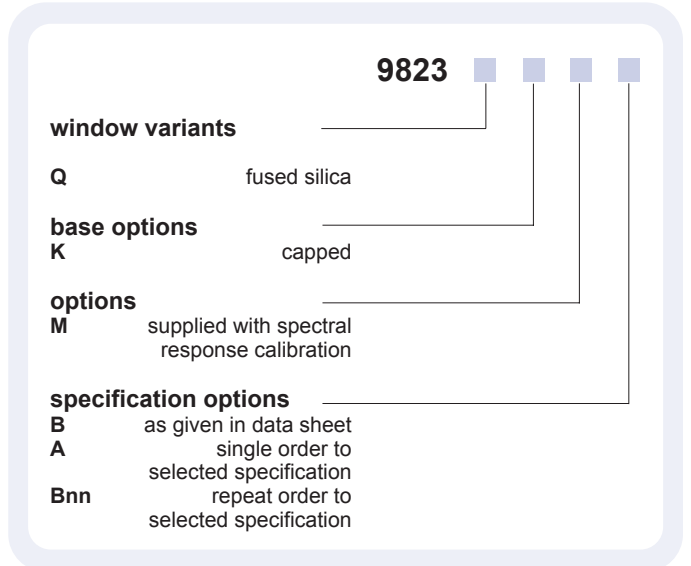 9823
window variants
Q fused silica
base options
K capped
options
M supplied with spectral
response calibration
specification options
B as given in data sheet
A single order to
selected specification
Bnn repeat order to
selected specification